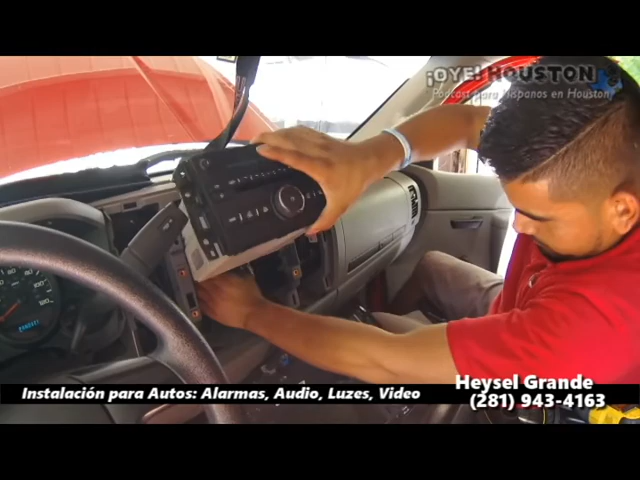 ¡OYE! HOUSTON
Podcast para Hispanos en Houston
Instalación para Autos: Alarmas, Audio, Luzes, Video
Heysel Grande
(281) 943-4163